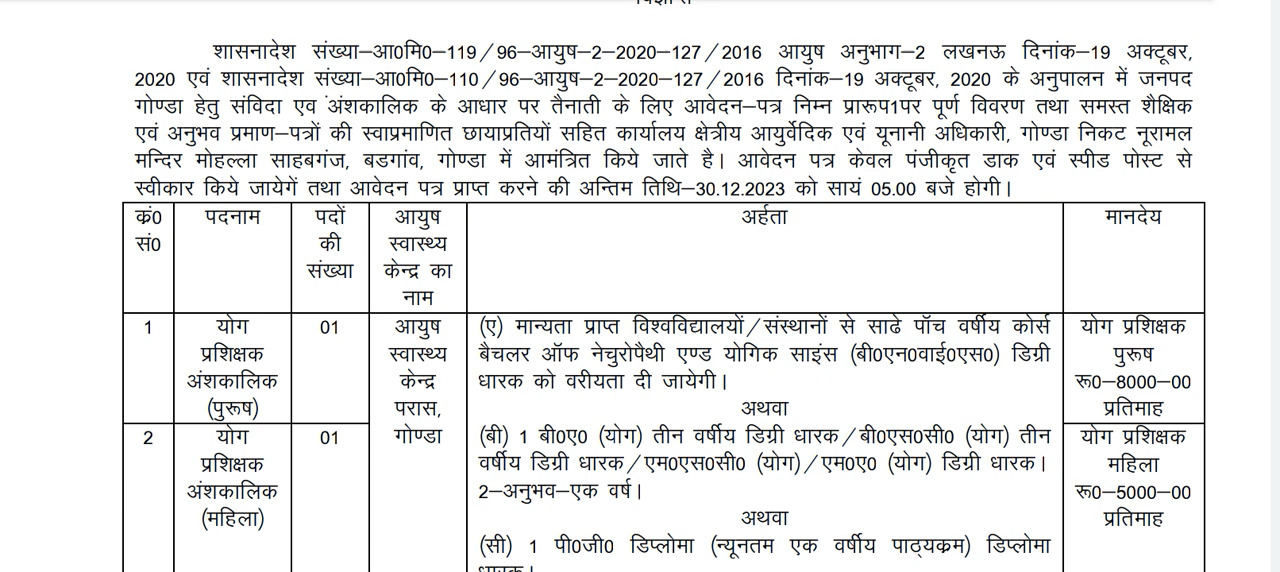 शासनादेश संख्या–आ0मि0–119/96–आयुष–2–2020–127/2016 आयुष अनुभाग–2 लखनऊ दिनांक–19 अक्टूबर,
2020 एवं शासनादेश संख्या–आ0मि0–110/96–आयुष–2–2020–127/2016 दिनांक–19 अक्टूबर, 2020 के अनुपालन में जनपद
गोण्डा हेतु संविदा एवं अंशकालिक के आधार पर तैनाती के लिए आवेदन–पत्र निम्न प्रारूप1पर पूर्ण विवरण तथा समस्त शैक्षिक
एवं अनुभव प्रमाण–पत्रों की स्वाप्रमाणित छायाप्रतियों सहित कार्यालय क्षेत्रीय आयुर्वेदिक एवं यूनानी अधिकारी, गोण्डा निकट नूरामल
मन्दिर मोहल्ला साहबगंज, बडगांव, गोण्डा में आमंत्रित किये जाते है। आवेदन पत्र केवल पंजीकृत डाक एवं स्पीड पोस्ट से
स्वीकार किये जायेगें तथा आवेदन पत्र प्राप्त करने की अन्तिम तिथि–30.12.2023 को सायं 05.00 बजे होगी।
कं0 सं0
पदनाम
पदों की संख्या
आयुष स्वास्थ्य केन्द्र का नाम
अर्हता
मानदेय
1
योग प्रशिक्षक अंशकालिक (पुरूष)
01
आयुष स्वास्थ्य केन्द्र परास, गोण्डा
(ए) मान्यता प्राप्त विश्वविद्यालयों/संस्थानों से साढे पॉच वर्षीय कोर्स
बैचलर ऑफ नेचुरोपैथी एण्ड योगिक साइंस (बी0एन0वाई0एस0) डिग्री
धारक को वरीयता दी जायेगी।
अथवा
योग प्रशिक्षक
पुरूष
रू0–8000–00
प्रतिमाह
2
योग प्रशिक्षक अंशकालिक (महिला)
01
(बी) 1 बी0ए0 (योग) तीन वर्षीय डिग्री धारक/बी0एस0सी0 (योग) तीन
वर्षीय डिग्री धारक/एम0एस0सी0 (योग)/एम0ए0 (योग) डिग्री धारक।
2–अनुभव–एक वर्ष।
अथवा
(सी) 1 पी0जी0 डिप्लोमा (न्यूनतम एक वर्षीय पाठ्यकम) डिप्लोमा
योग प्रशिक्षक
महिला
रू0–5000–00
प्रतिमाह